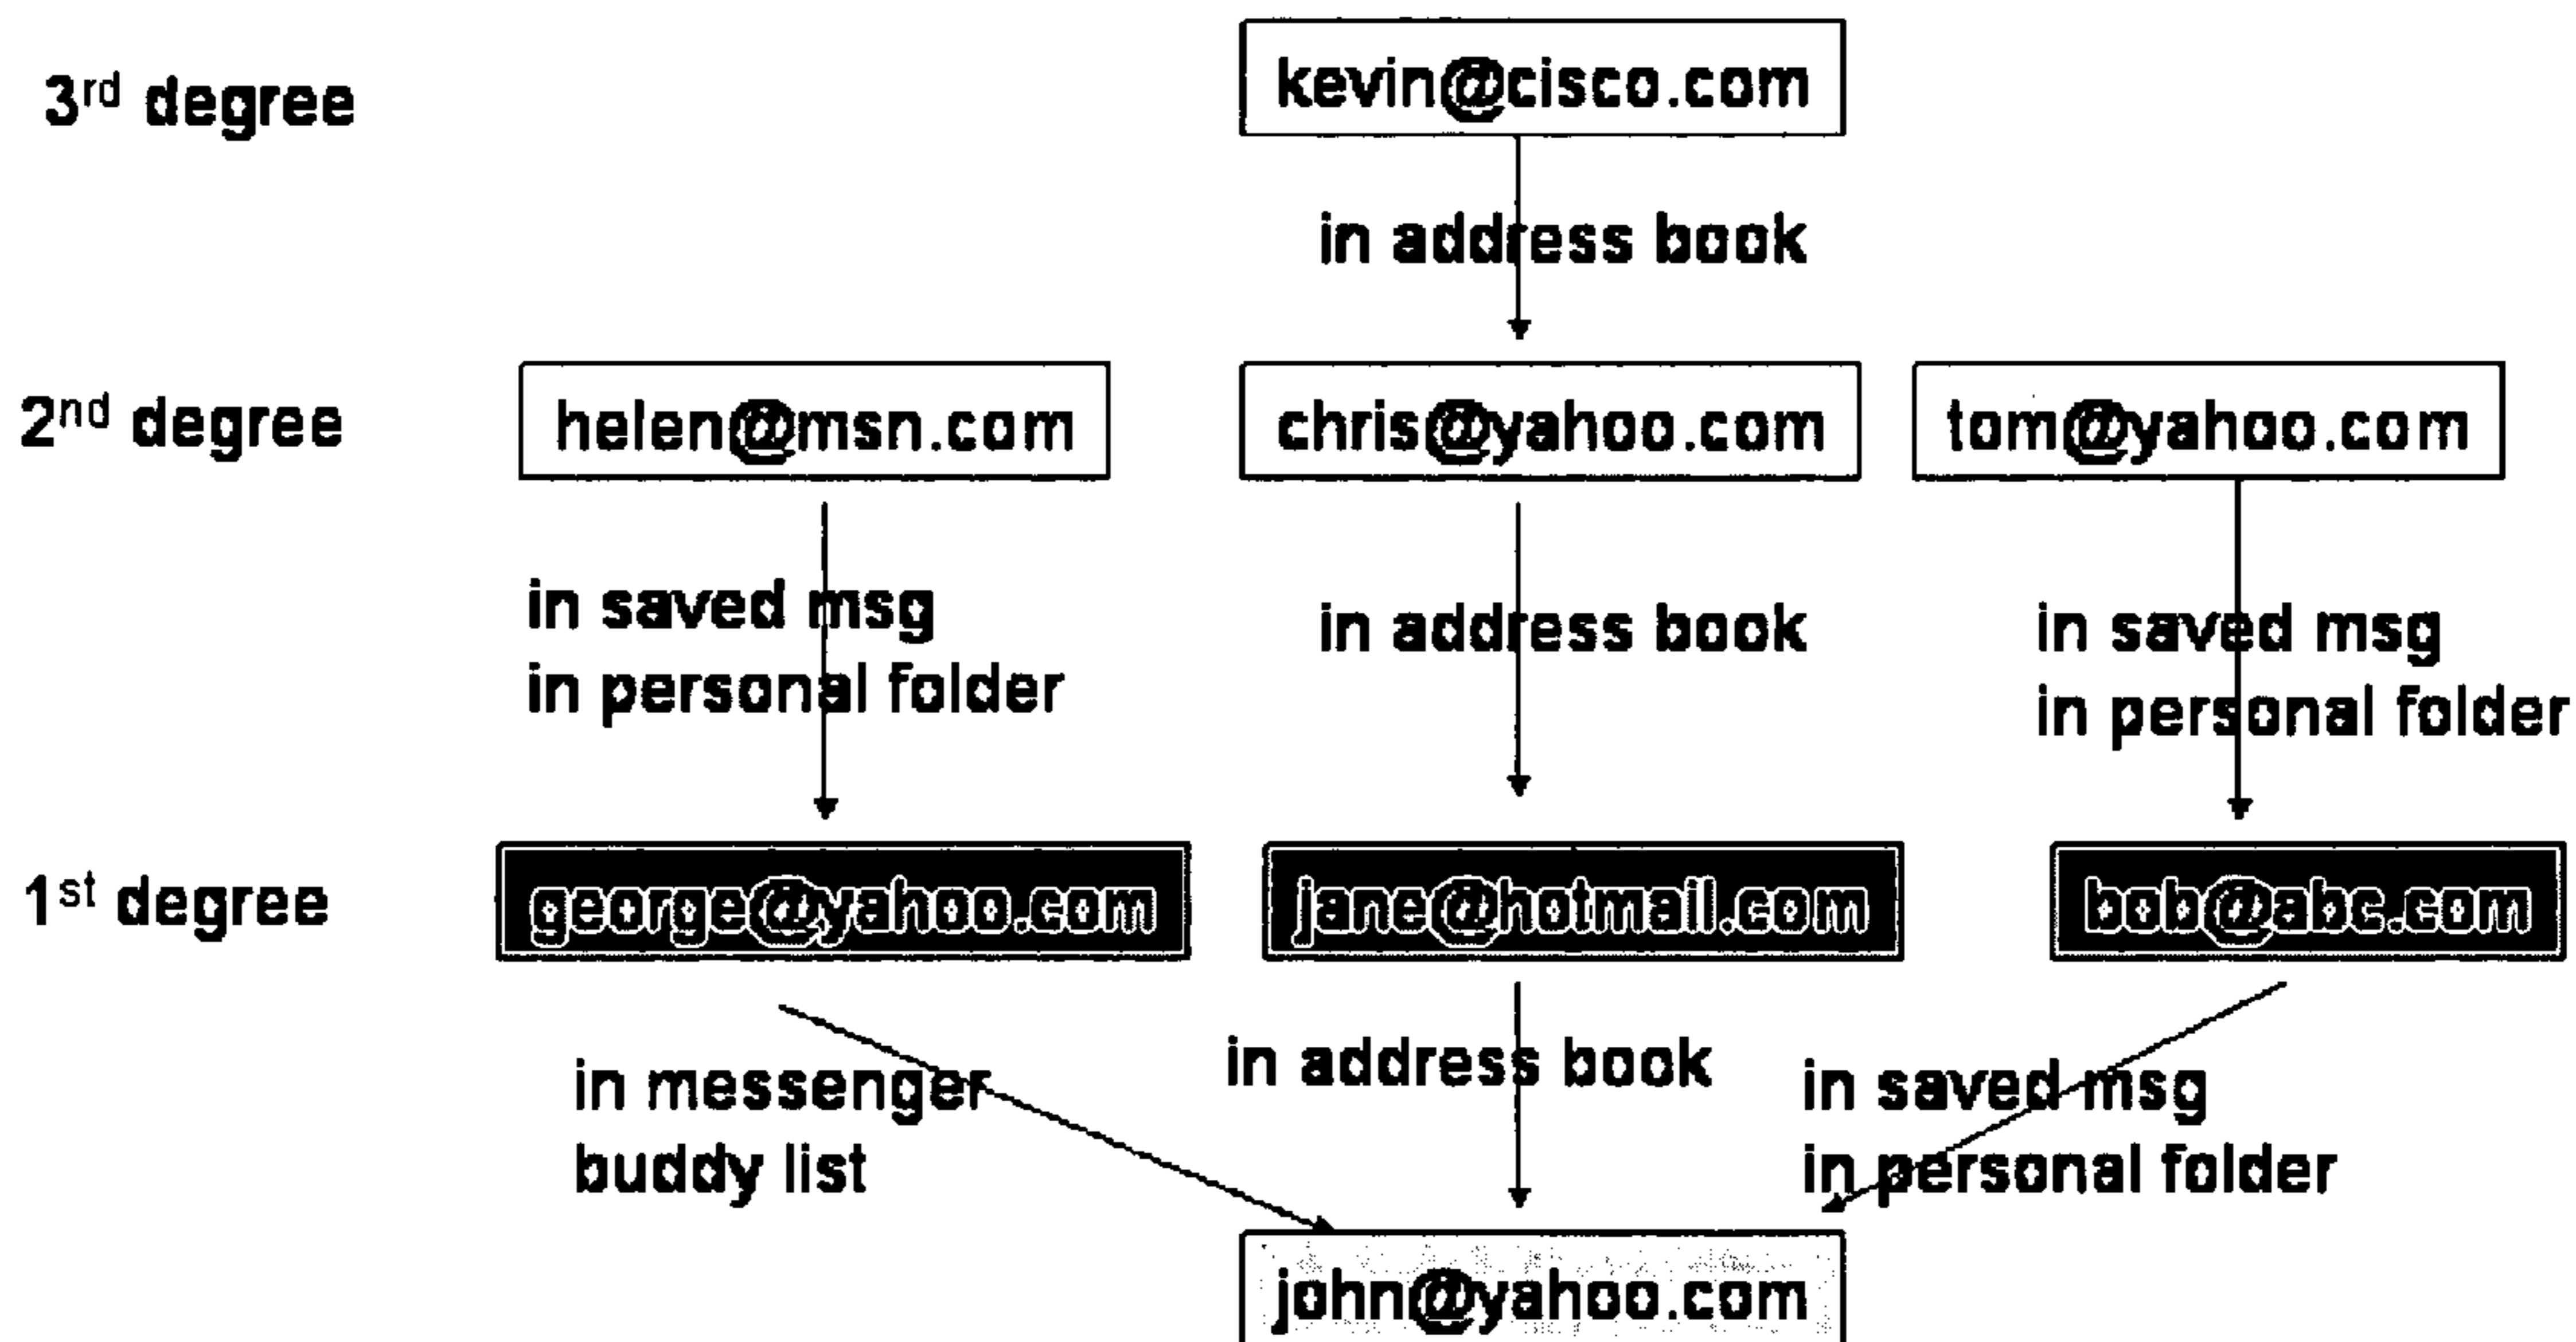 3rd degree
kevin@cisco.com
in address book
2nd degree
helen@msn.com
chris@yahoo.com
tom@yahoo.com
in saved msg
in personal folder
in address book
in saved msg
in personal folder
1st degree
george@yahoo.com
jane@hotmail.com
bob@abc.com
in messenger
buddy list
in address book
in saved msg
in personal folder
john@yahoo.com